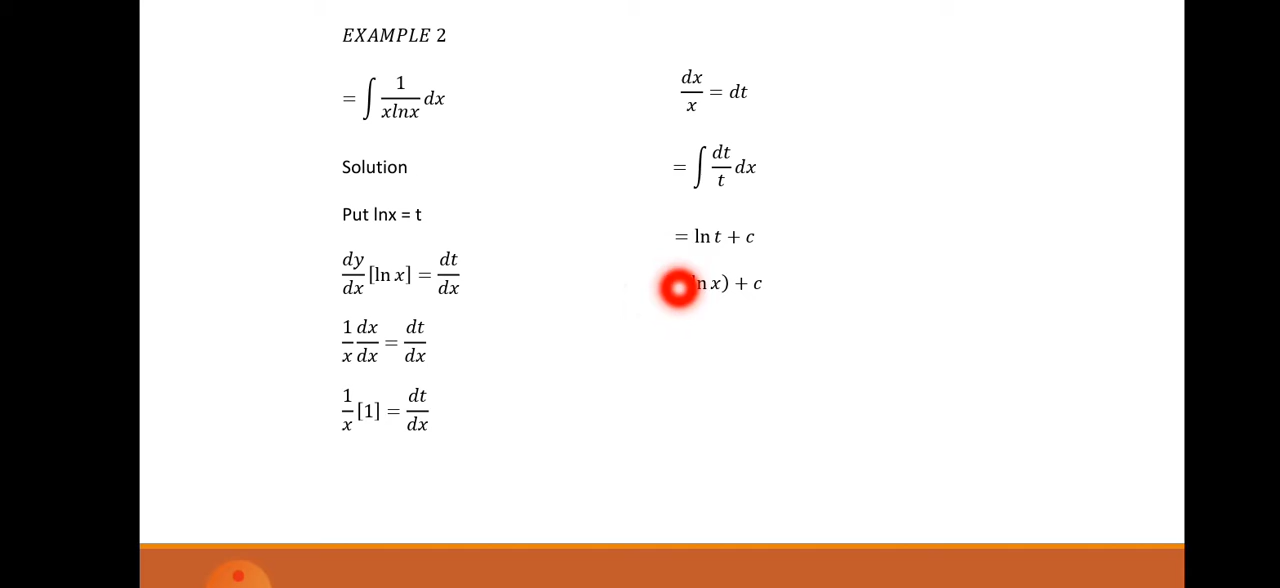 EXAMPLE 2
= ∫ 1/(xlnx) dx
Solution
Put lnx = t
dy/dx [ln x] = dt/dx
1/x dx/dx = dt/dx
1/x [1] = dt/dx
dx/x = dt
= ∫ dt/t dx
= ln t + c
n x) + c